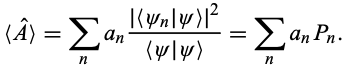 ⟨Â⟩ = ∑ₙ aₙ |⟨ψₙ|ψ⟩|² / ⟨ψ|ψ⟩ = ∑ₙ aₙ Pₙ.